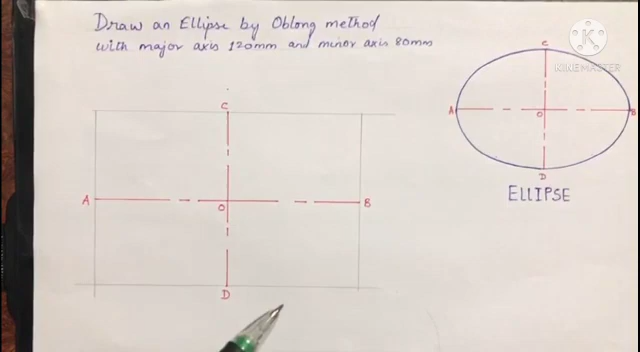 Draw an Ellipse by Oblong method
with major axis 120mm and minor axis 80mm
C
KINEMASTER
A
O
B
D
ELLIPSE
C
A
O
B
D